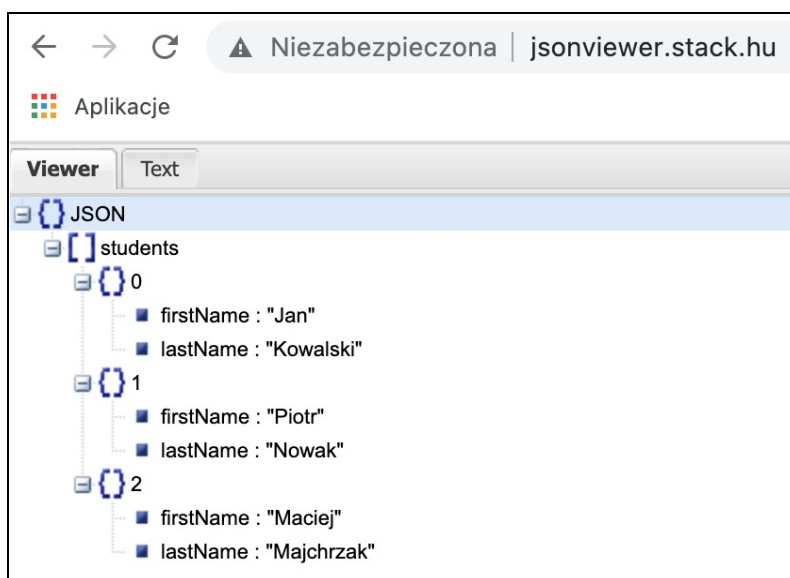 Niezabezpieczona | jsonviewer.stack.hu
Aplikacje
Viewer Text
{} JSON
[] students
{} 0
firstName : "Jan"
lastName : "Kowalski"
{} 1
firstName : "Piotr"
lastName : "Nowak"
{} 2
firstName : "Maciej"
lastName : "Majchrzak"